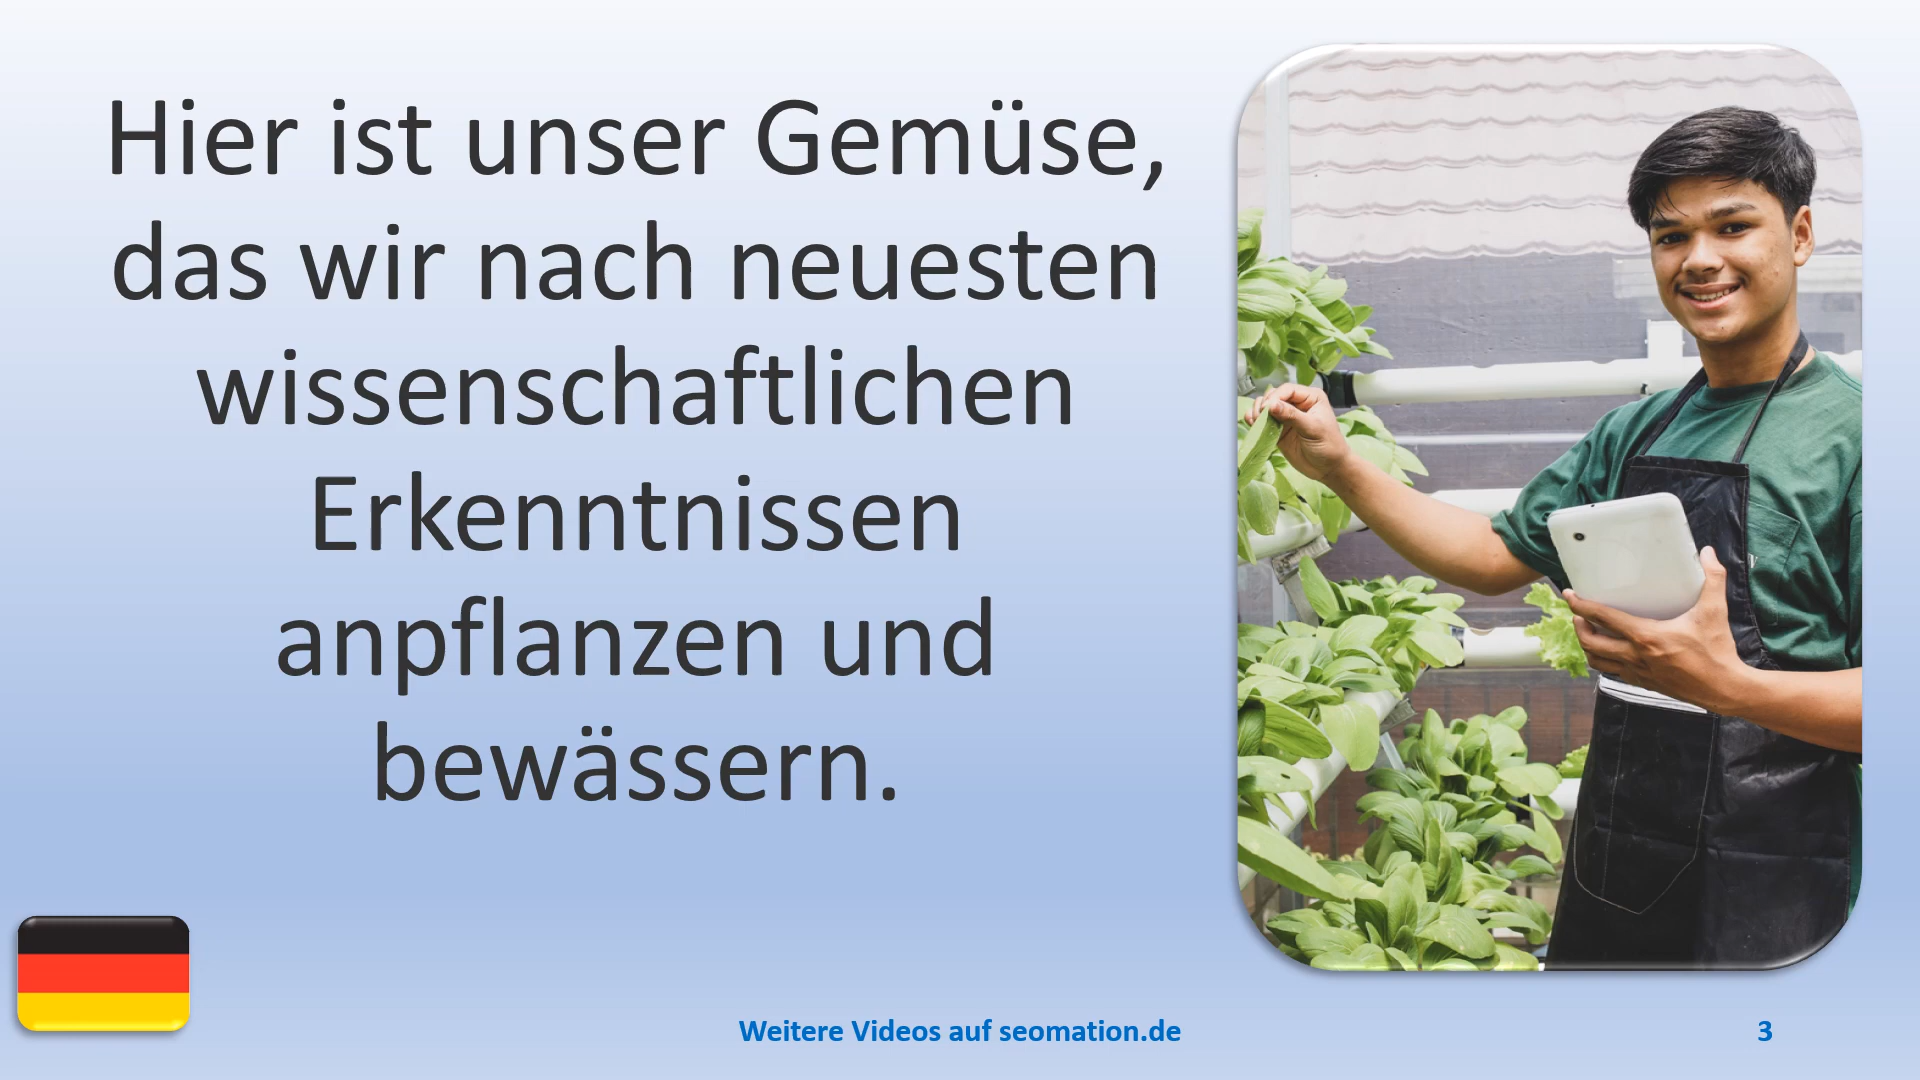 Hier ist unser Gemüse,
das wir nach neuesten
wissenschaftlichen
Erkenntnissen
anpflanzen und
bewässern.
Weitere Videos auf seomation.de
3